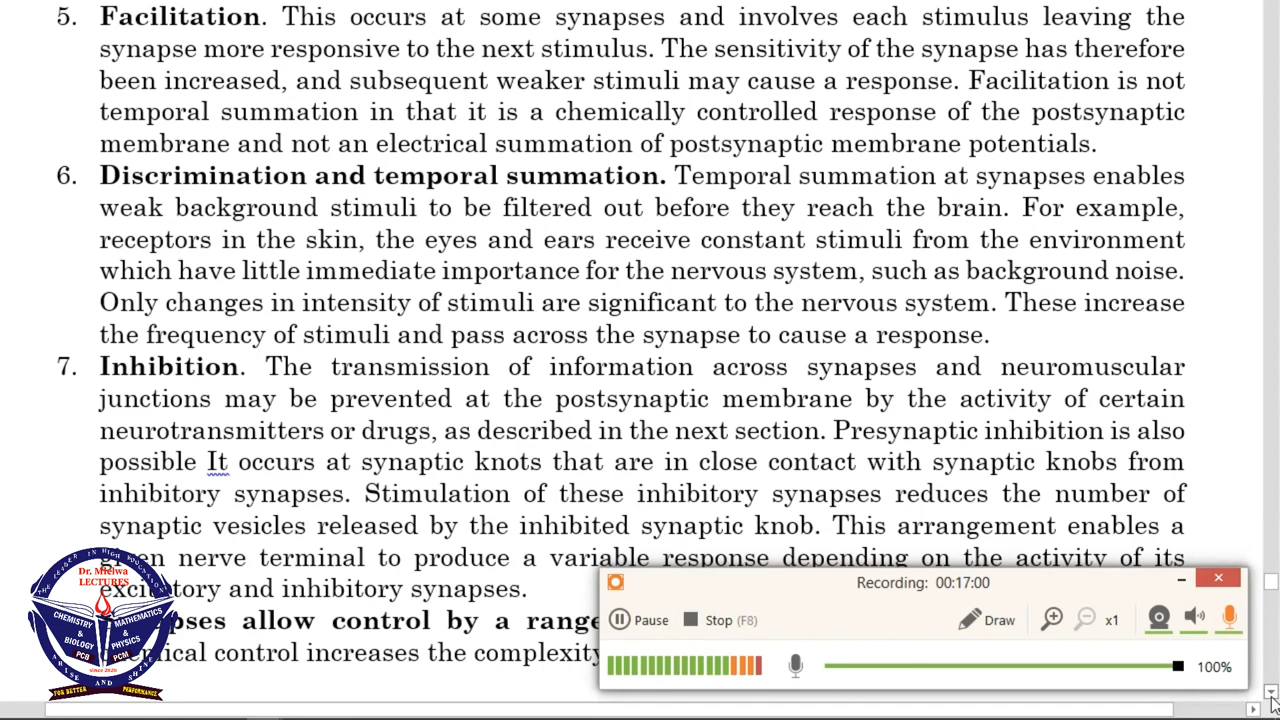 5. Facilitation. This occurs at some synapses and involves each stimulus leaving the
synapse more responsive to the next stimulus. The sensitivity of the synapse has therefore
been increased, and subsequent weaker stimuli may cause a response. Facilitation is not
temporal summation in that it is a chemically controlled response of the postsynaptic
membrane and not an electrical summation of postsynaptic membrane potentials.
6. Discrimination and temporal summation. Temporal summation at synapses enables
weak background stimuli to be filtered out before they reach the brain. For example,
receptors in the skin, the eyes and ears receive constant stimuli from the environment
which have little immediate importance for the nervous system, such as background noise.
Only changes in intensity of stimuli are significant to the nervous system. These increase
the frequency of stimuli and pass across the synapse to cause a response.
7. Inhibition. The transmission of information across synapses and neuromuscular
junctions may be prevented at the postsynaptic membrane by the activity of certain
neurotransmitters or drugs, as described in the next section. Presynaptic inhibition is also
possible It occurs at synaptic knots that are in close contact with synaptic knobs from
inhibitory synapses. Stimulation of these inhibitory synapses reduces the number of
synaptic vesicles released by the inhibited synaptic knob. This arrangement enables a
nerve terminal to produce a variable response depending on the activity of its
and inhibitory synapses.
allow control by a range
control increases the complexity
THE LEADER IN HIGH EDUCATION
Dr. Mlelwa
LECTURES
CHEMISTRY & BIOLOGY PCB
MATHEMATICS & PHYSICS PCM
since 2020
ARISE AND SHINE
FOR BETTER PERFORMANCE
Recording: 00:17:00
Pause Stop (F8) Draw x1
100%